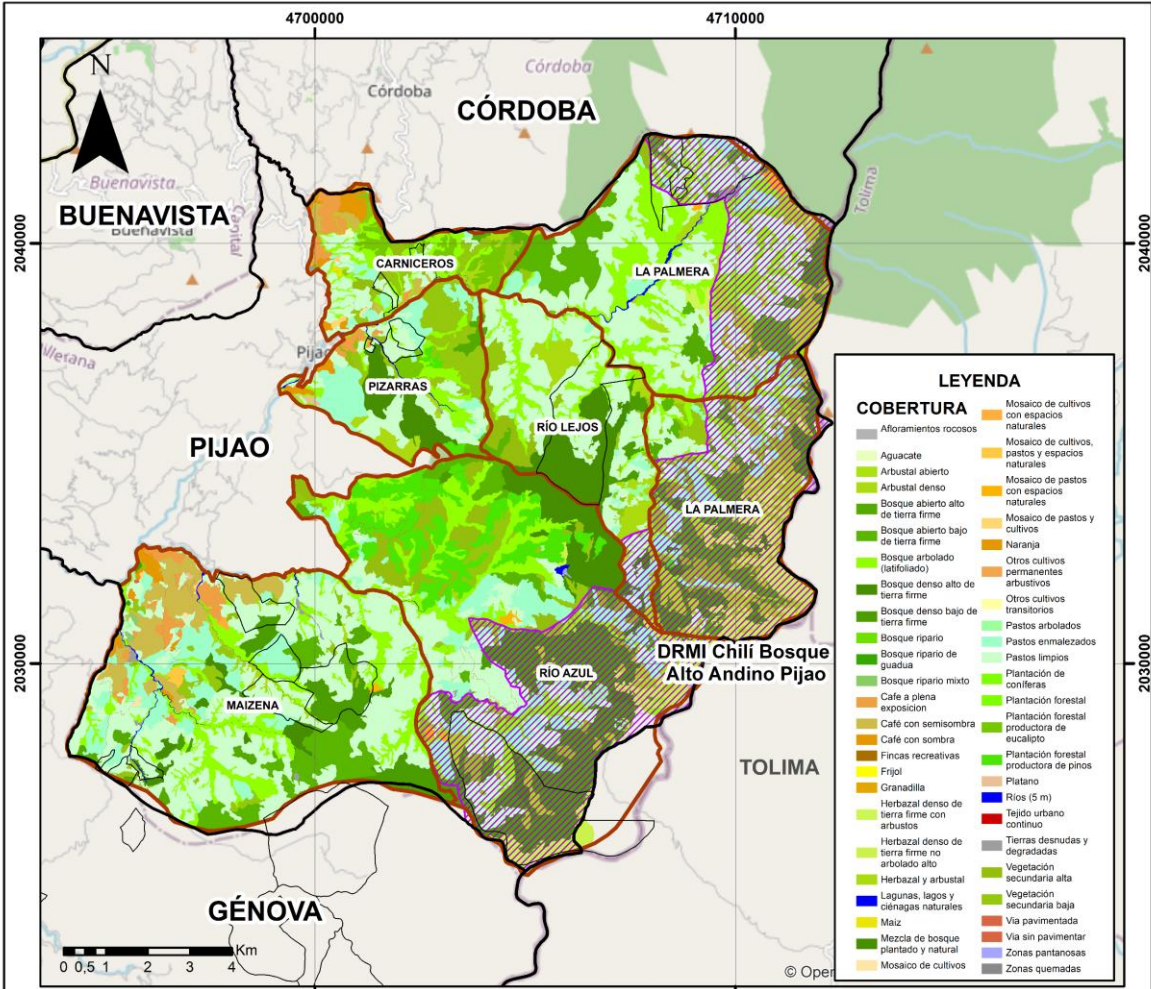 4700000
4710000
N
Córdoba
Córdoba
CÓRDOBA
Buenavista
BUENAVISTA
Buenavista
Tolima
2040000
2040000
CARNICEROS
LA PALMERA
Pijao
PIZARRAS
RÍO LEJOS
PIJAO
LA PALMERA
2030000
2030000
DRMI Chilí Bosque
Alto Andino Pijao
RÍO AZUL
MAIZENA
TOLIMA
GÉNOVA
Km
0 0,5 1 2 3 4
© Oper
LEYENDA
COBERTURA
Afloramientos rocosos
Aguacate
Arbustal abierto
Arbustal denso
Bosque abierto alto
de tierra firme
Bosque abierto bajo
de tierra firme
Bosque arbolado
(latifoliado)
Bosque denso alto de
tierra firme
Bosque denso bajo de
tierra firme
Bosque ripario
Bosque ripario de
guadua
Bosque ripario mixto
Cafe a plena
exposicion
Café con semisombra
Café con sombra
Fincas recreativas
Frijol
Granadilla
Herbazal denso de
tierra firme con
arbustos
Herbazal denso de
tierra firme no
arbolado alto
Herbazal y arbustal
Lagunas, lagos y
ciénagas naturales
Maiz
Mezcla de bosque
plantado y natural
Mosaico de cultivos
Mosaico de cultivos
con espacios
naturales
Mosaico de cultivos,
pastos y espacios
naturales
Mosaico de pastos
con espacios
naturales
Mosaico de pastos y
cultivos
Naranja
Otros cultivos
permanentes
arbustivos
Otros cultivos
transitorios
Pastos arbolados
Pastos enmalezados
Pastos limpios
Plantación de
coníferas
Plantación forestal
Plantación forestal
productora de
eucalipto
Plantación forestal
productora de pinos
Platano
Ríos (5 m)
Tejido urbano
continuo
Tierras desnudas y
degradadas
Vegetación
secundaria alta
Vegetación
secundaria baja
Via pavimentada
Via sin pavimentar
Zonas pantanosas
Zonas quemadas